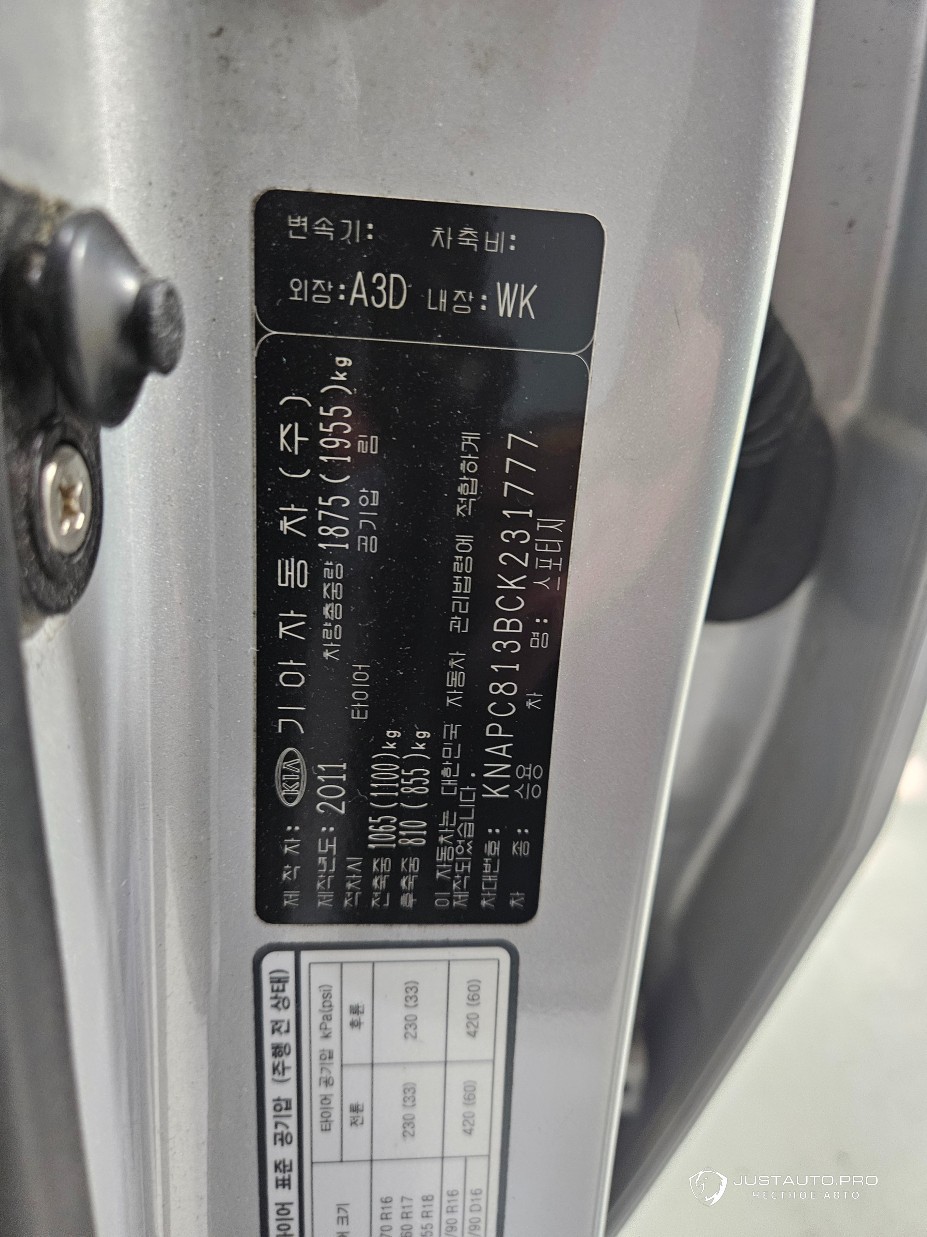 변속기: 차축비:
외장:A3D 내장:WK
제 작 자: KIA 기아자동차(주)
제작년도: 2011 차량총중량 1875(1955)kg
적차시 타이어 공기압 림
전축중 1065(1100)kg
후축중 810( 855)kg
이 자동차는 대한민국 자동차 관리법령에 적합하게
제작되었습니다.
차대번호: KNAPC813BCK231777
차 종: 승용 차 명: 스포티지
타이어 표준 공기압 (주행 전 상태)
크기 타이어 공기압 kPa(psi)
전륜 후륜
70 R16
60 R17
55 R18
230 (33) 230 (33)
/90 R16
/90 D16
420 (60) 420 (60)
JUSTAUTO.PRO
ЧЕСТНОЕ АВТО